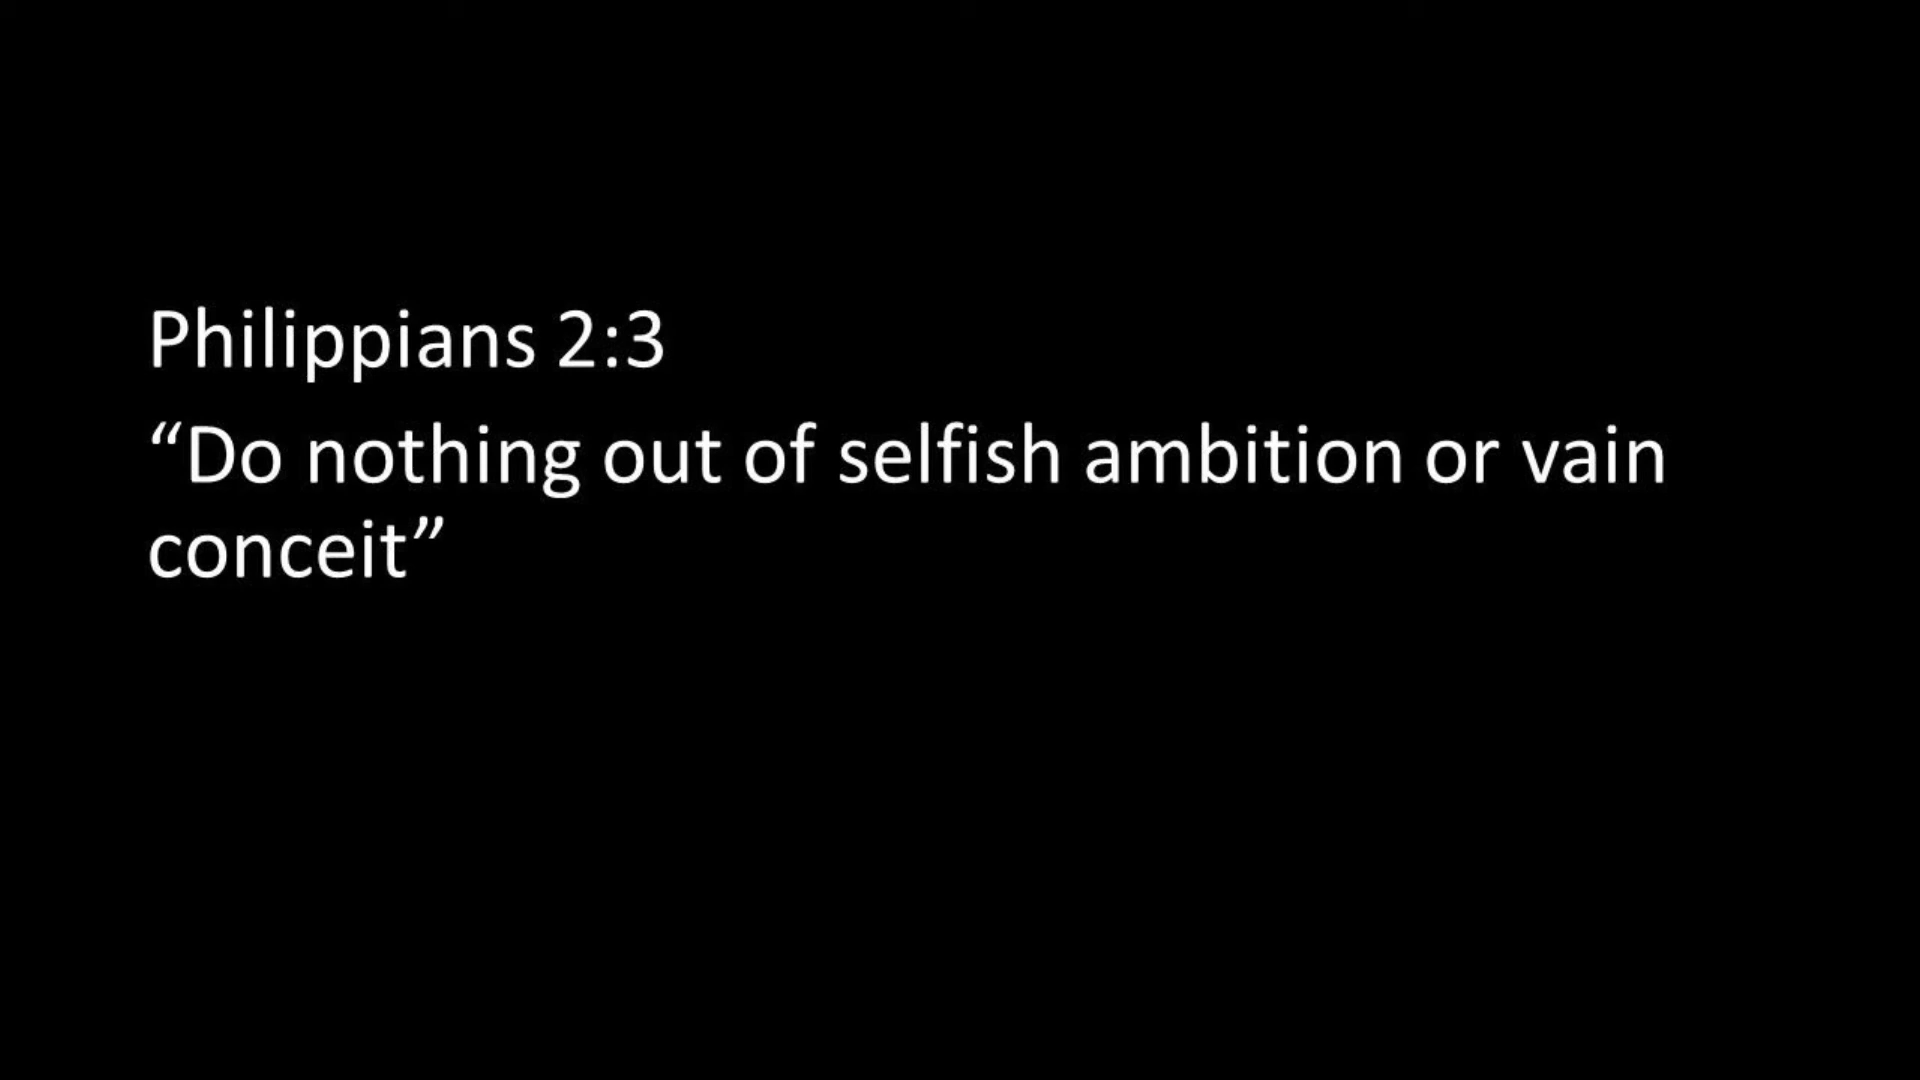 Philippians 2:3
“Do nothing out of selfish ambition or vain
conceit”